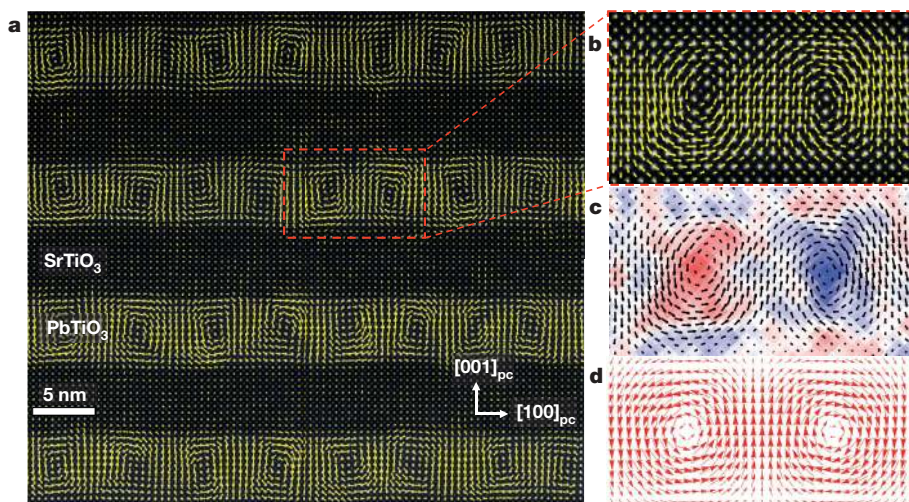 a
b
c
SrTiO₃
PbTiO₃
5 nm
[001]pc
[100]pc
d